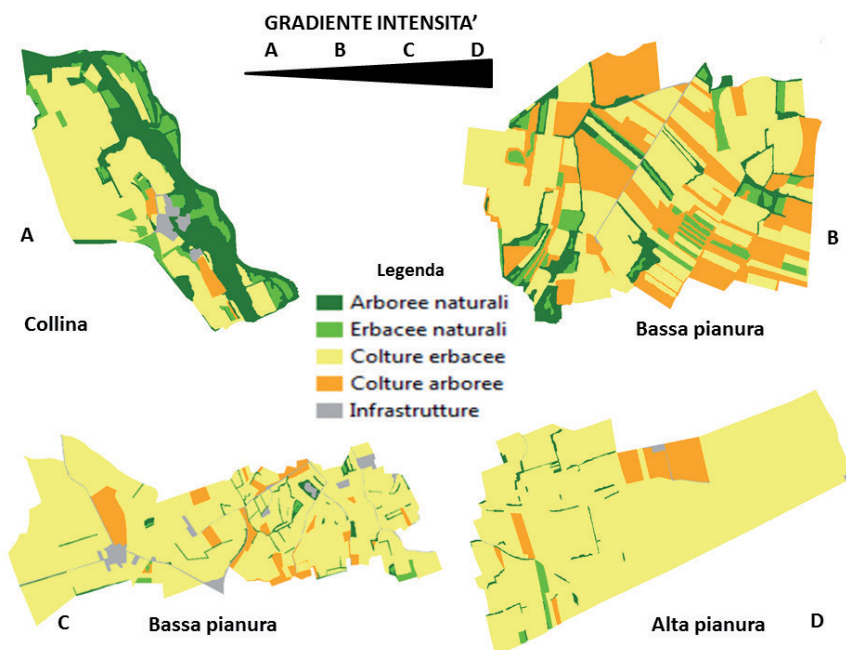 GRADIENTE INTENSITA'
A B C D
A
B
Collina
Legenda
Arboree naturali
Erbacee naturali
Colture erbacee
Colture arboree
Infrastrutture
Bassa pianura
C
Bassa pianura
Alta pianura
D